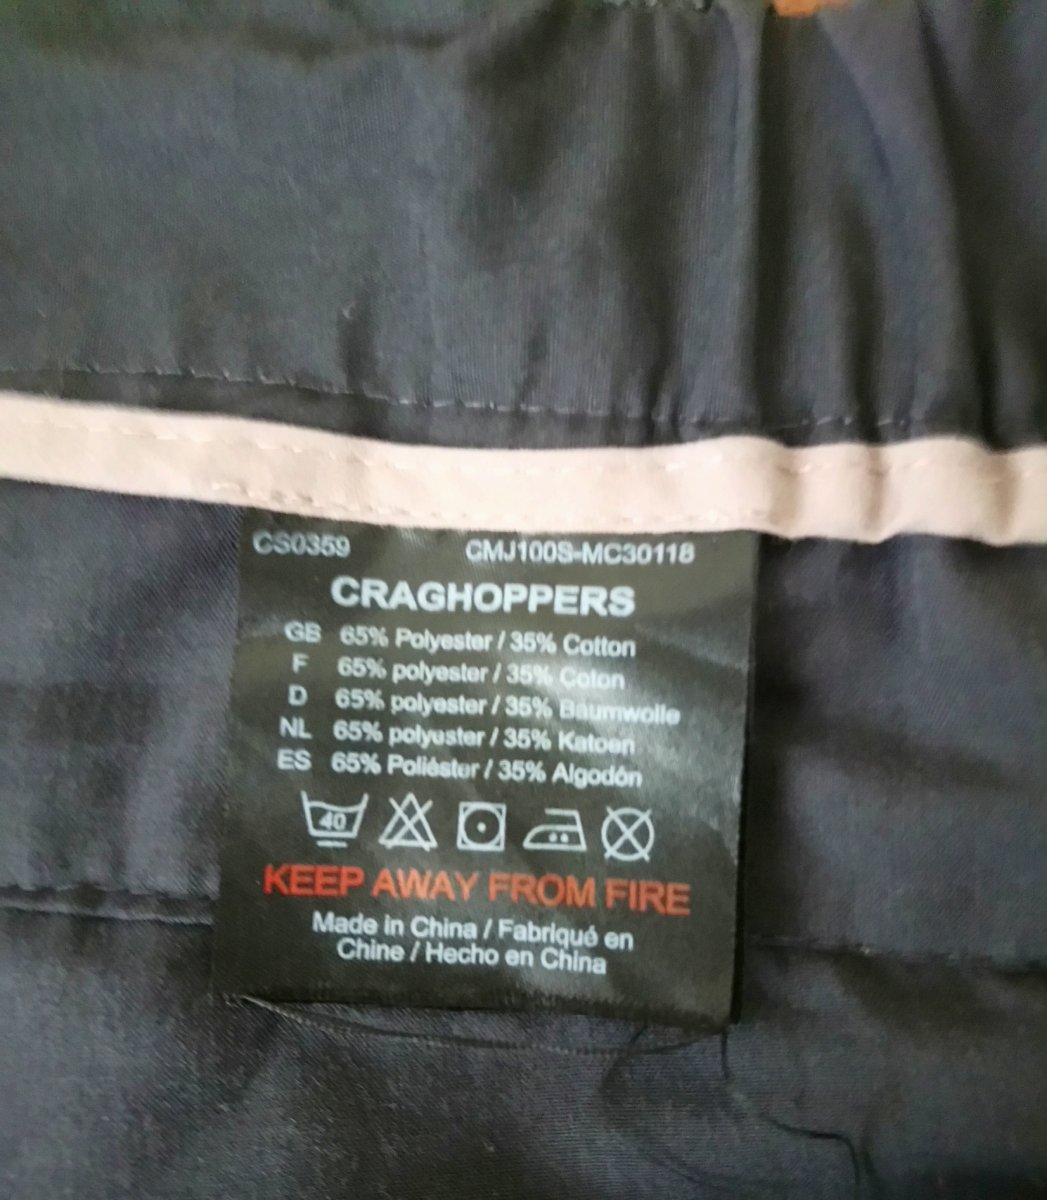 CS0359 CMJ100S-MC30118
CRAGHOPPERS
GB 65% Polyester / 35% Cotton
F 65% polyester / 35% Coton
D 65% polyester / 35% Baumwolle
NL 65% polyester / 35% Katoen
ES 65% Poliéster / 35% Algodón
40
KEEP AWAY FROM FIRE
Made in China / Fabriqué en
Chine / Hecho en China